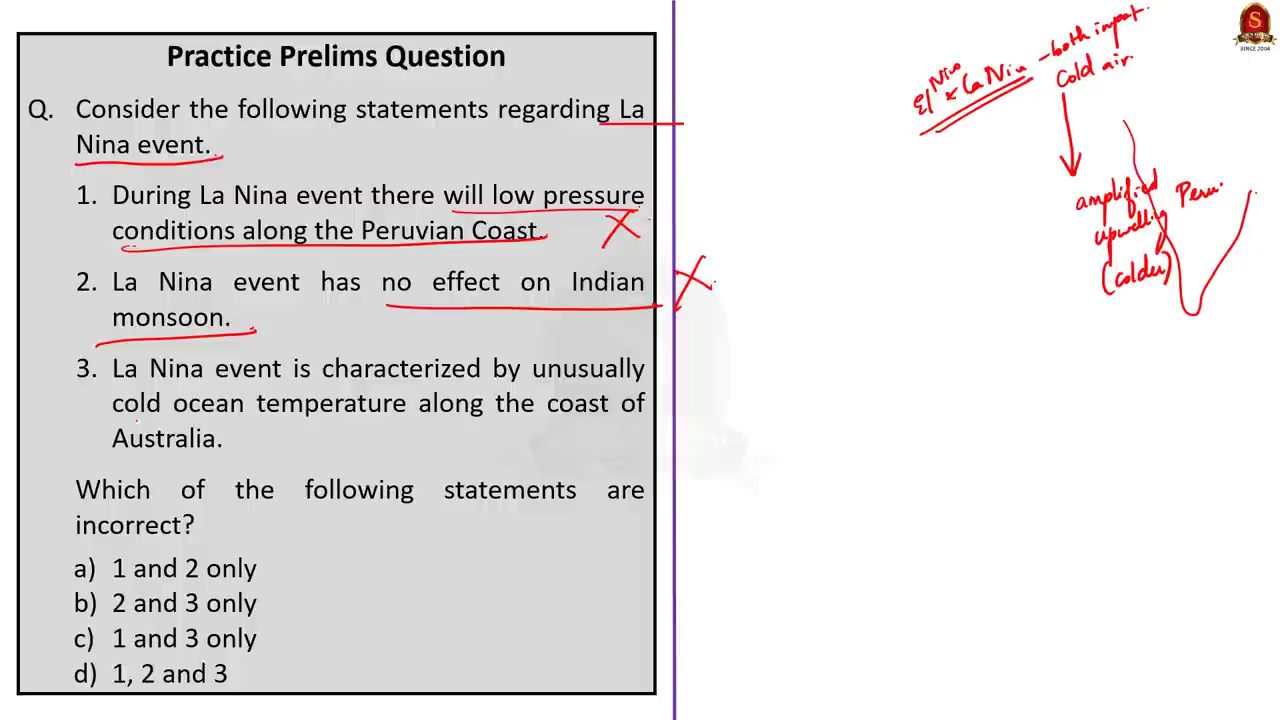 Practice Prelims Question
Q. Consider the following statements regarding La
Nina event.
1. During La Nina event there will low pressure
conditions along the Peruvian Coast.
2. La Nina event has no effect on Indian
monsoon.
3. La Nina event is characterized by unusually
cold ocean temperature along the coast of
Australia.
Which of the following statements are
incorrect?
a) 1 and 2 only
b) 2 and 3 only
c) 1 and 3 only
d) 1, 2 and 3
El Nino & La Nin - both impact
Cold air.
amplified
upwelling
(colder)
Peru.
S
SINCE 2004